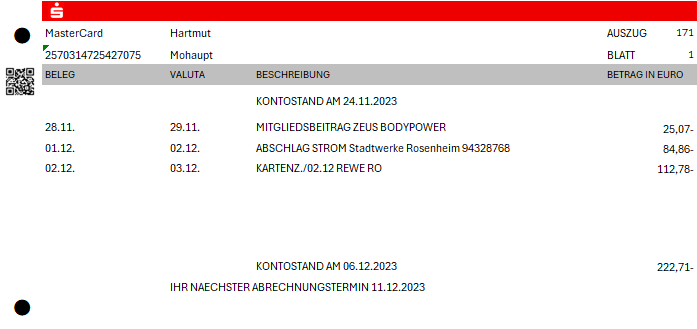 MasterCard Hartmut AUSZUG 171
2570314725427075 Mohaupt BLATT 1
BELEG VALUTA BESCHREIBUNG BETRAG IN EURO
KONTOSTAND AM 24.11.2023
28.11. 29.11. MITGLIEDSBEITRAG ZEUS BODYPOWER 25,07-
01.12. 02.12. ABSCHLAG STROM Stadtwerke Rosenheim 94328768 84,86-
02.12. 03.12. KARTENZ./02.12 REWE RO 112,78-
KONTOSTAND AM 06.12.2023 222,71-
IHR NAECHSTER ABRECHNUNGSTERMIN 11.12.2023